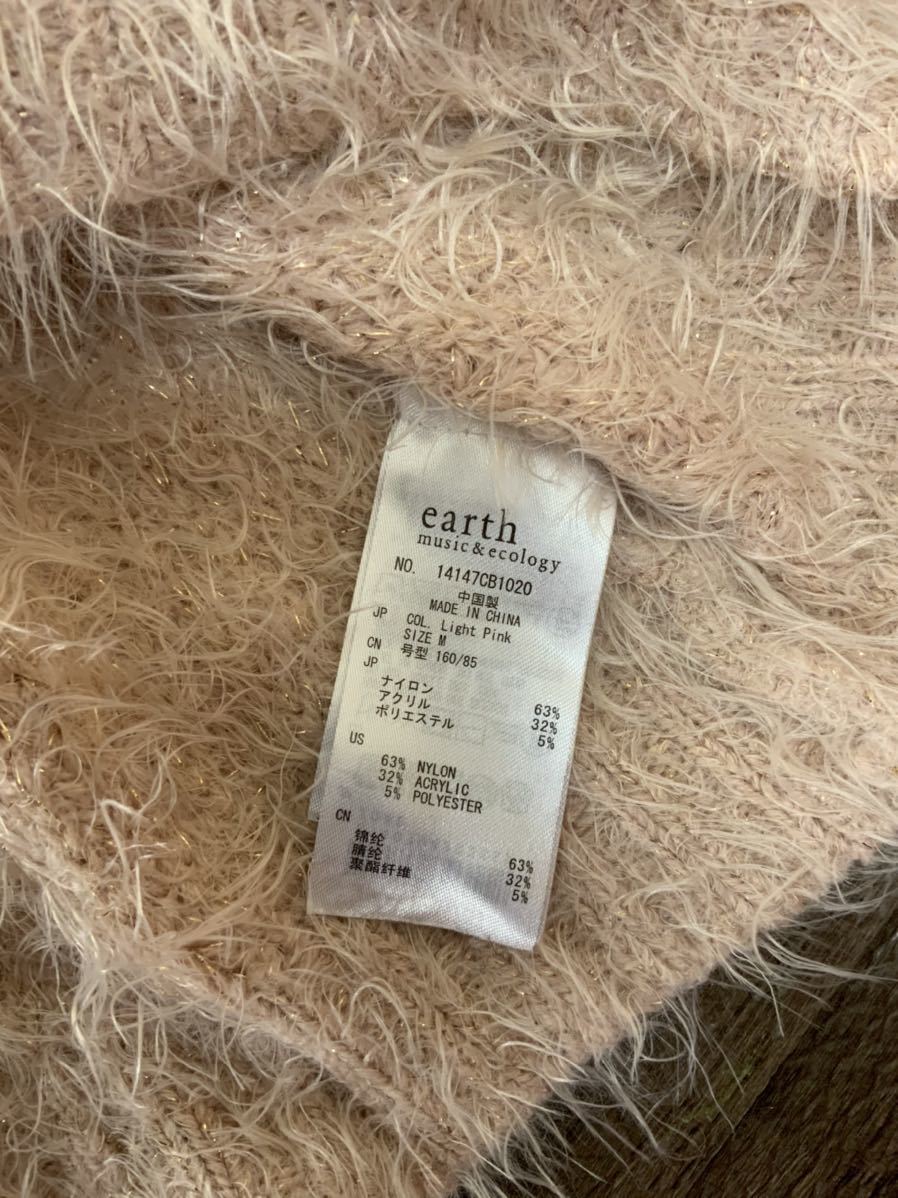 earth
music&ecology
NO. 14147CB1020
中国製
MADE IN CHINA
JP COL. Light Pink
SIZE M
CN 号型 160/85
JP
ナイロン 63%
アクリル 32%
ポリエステル 5%
US
63% NYLON
32% ACRYLIC
5% POLYESTER
CN
锦纶 63%
腈纶 32%
聚酯纤维 5%